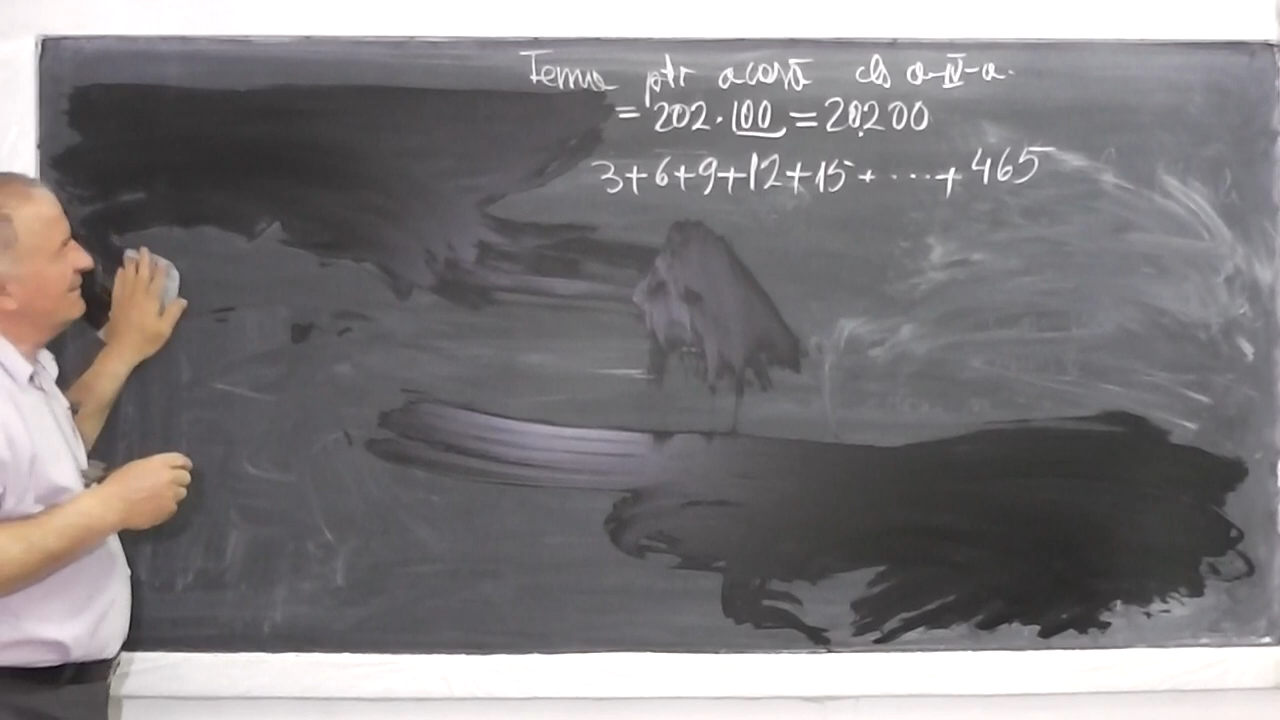 Tema ptr acasă cls a-IV-a.
= 202·100 = 20200
3+6+9+12+15+....+465